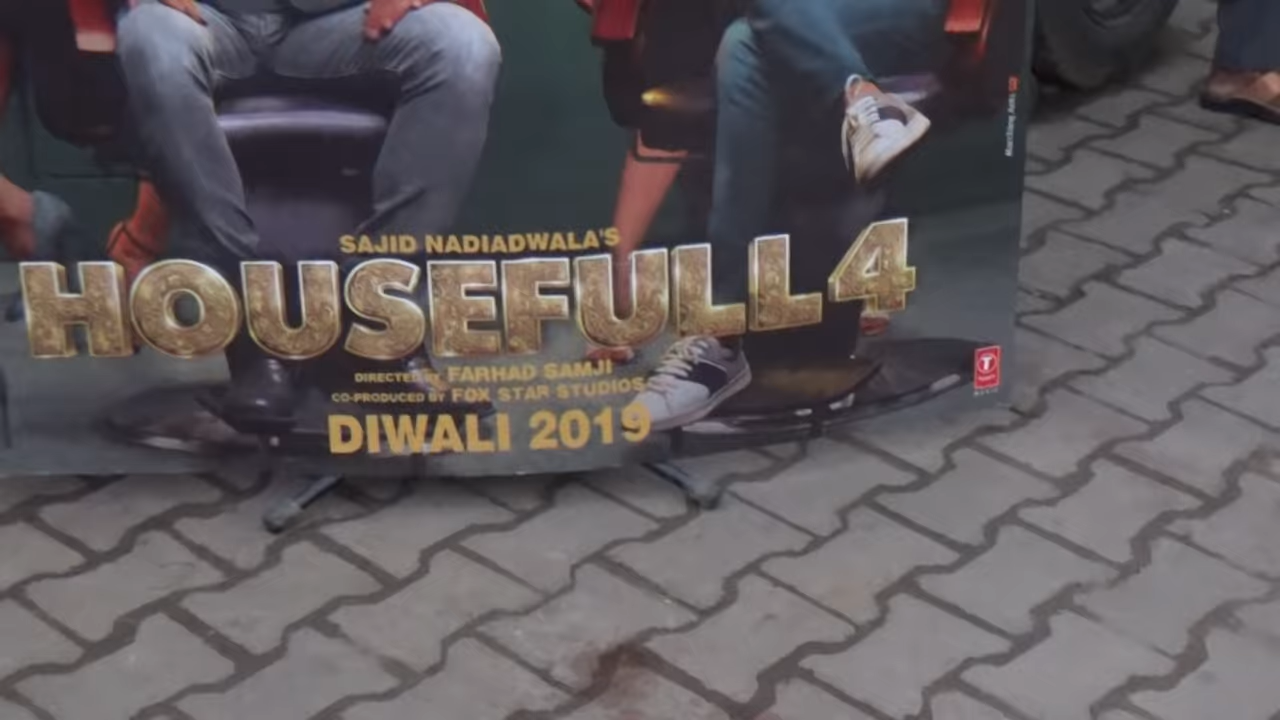 SAJID NADIADWALA'S
HOUSEFULL 4
DIRECTED BY FARHAD SAMJI
CO-PRODUCED BY FOX STAR STUDIOS
DIWALI 2019